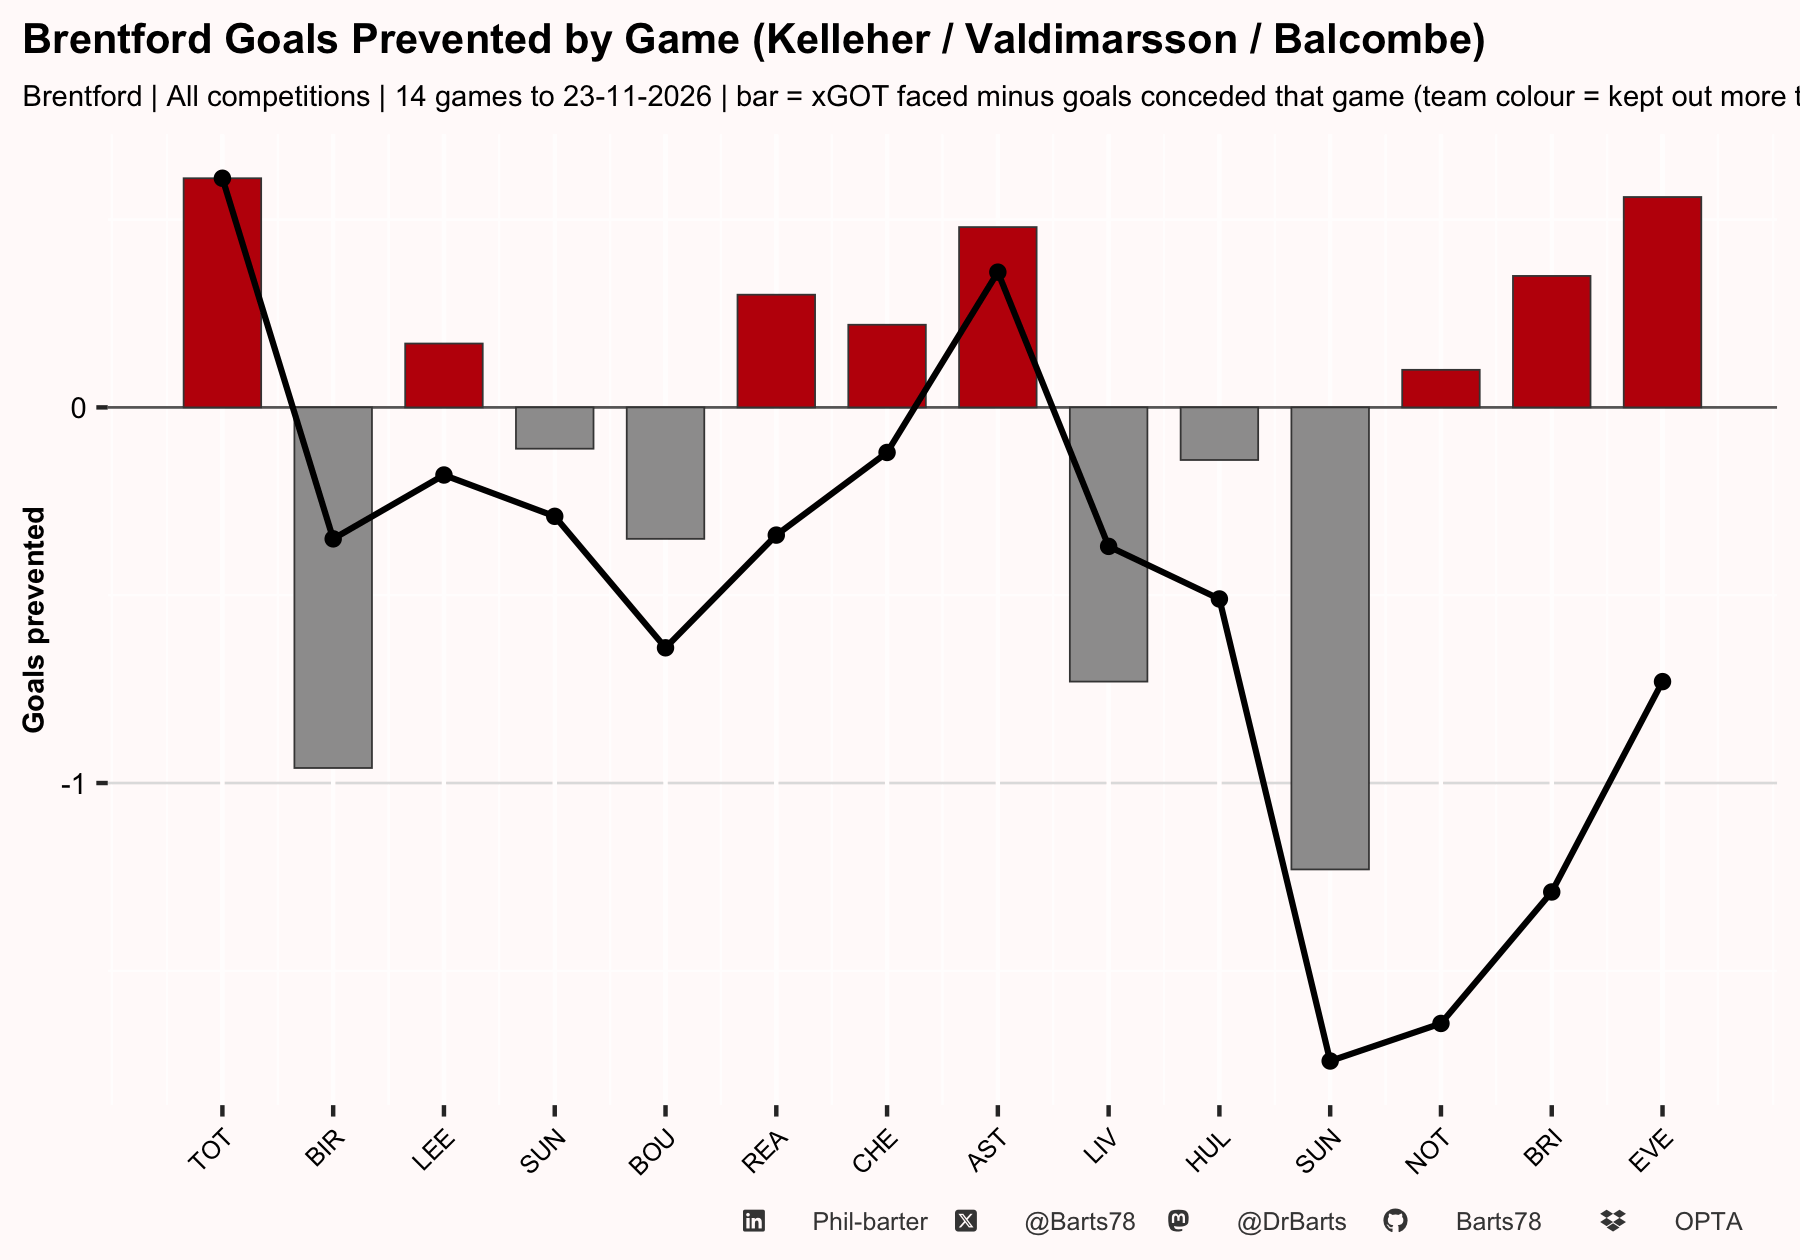 Brentford Goals Prevented by Game (Kelleher / Valdimarsson / Balcombe)
Brentford | All competitions | 14 games to 23-11-2026 | bar = xGOT faced minus goals conceded that game (team colour = kept out more t
0
-1
Goals prevented
TOT BIR LEE SUN BOU REA CHE AST LIV HUL SUN NOT BRI EVE
Phil-barter @Barts78 @DrBarts Barts78 OPTA